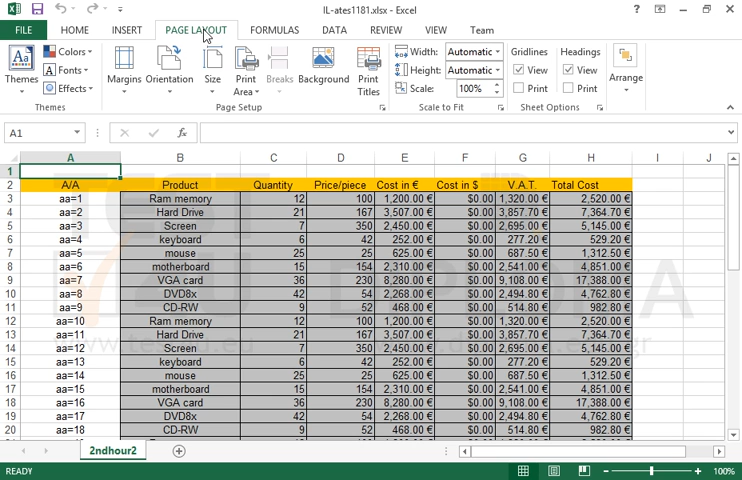 IL-ates1181.xlsx - Excel
FILE HOME INSERT PAGE LAYOUT FORMULAS DATA REVIEW VIEW Team
Themes Colors Fonts Effects Margins Orientation Size Print Area Breaks Background Print Titles Width: Automatic Height: Automatic Scale: 100% Gridlines View Print Headings View Print Arrange
Themes Page Setup Scale to Fit Sheet Options
A1 fx
A B C D E F G H I J
1
2 A/A Product Quantity Price/piece Cost in € Cost in $ V.A.T. Total Cost
3 aa=1 Ram memory 12 100 1,200.00 € $0.00 1,320.00 € 2,520.00 €
4 aa=2 Hard Drive 21 167 3,507.00 € $0.00 3,857.70 € 7,364.70 €
5 aa=3 Screen 7 350 2,450.00 € $0.00 2,695.00 € 5,145.00 €
6 aa=4 keyboard 6 42 252.00 € $0.00 277.20 € 529.20 €
7 aa=5 mouse 25 25 625.00 € $0.00 687.50 € 1,312.50 €
8 aa=6 motherboard 15 154 2,310.00 € $0.00 2,541.00 € 4,851.00 €
9 aa=7 VGA card 36 230 8,280.00 € $0.00 9,108.00 € 17,388.00 €
10 aa=8 DVD8x 42 54 2,268.00 € $0.00 2,494.80 € 4,762.80 €
11 aa=9 CD-RW 9 52 468.00 € $0.00 514.80 € 982.80 €
12 aa=10 Ram memory 12 100 1,200.00 € $0.00 1,320.00 € 2,520.00 €
13 aa=11 Hard Drive 21 167 3,507.00 € $0.00 3,857.70 € 7,364.70 €
14 aa=12 Screen 7 350 2,450.00 € $0.00 2,695.00 € 5,145.00 €
15 aa=13 keyboard 6 42 252.00 € $0.00 277.20 € 529.20 €
16 aa=14 mouse 25 25 625.00 € $0.00 687.50 € 1,312.50 €
17 aa=15 motherboard 15 154 2,310.00 € $0.00 2,541.00 € 4,851.00 €
18 aa=16 VGA card 36 230 8,280.00 € $0.00 9,108.00 € 17,388.00 €
19 aa=17 DVD8x 42 54 2,268.00 € $0.00 2,494.80 € 4,762.80 €
20 aa=18 CD-RW 9 52 468.00 € $0.00 514.80 € 982.80 €
2ndhour2
READY 100%